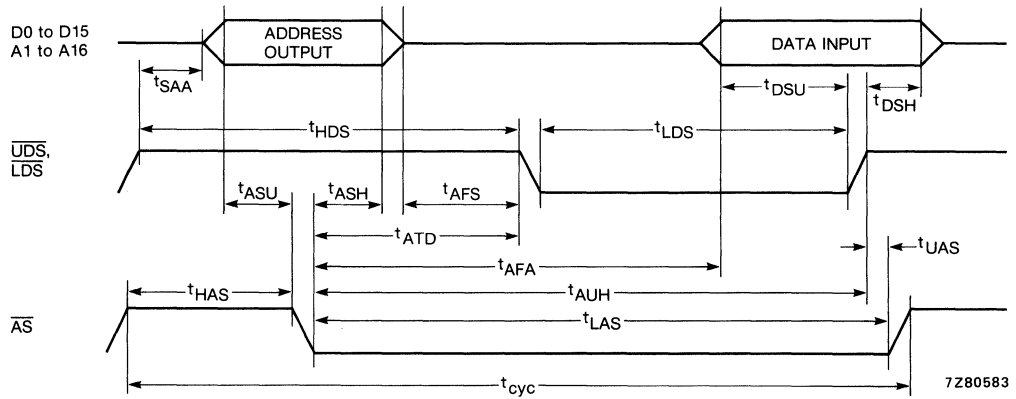 D0 to D15
A1 to A16
ADDRESS
OUTPUT
DATA INPUT
tSAA
tDSU
tDSH
tHDS
tLDS
UDS,
LDS
tASU
tASH
tAFS
tATD
tUAS
tAFA
tHAS
tAUH
tLAS
AS
tcyc
7Z80583